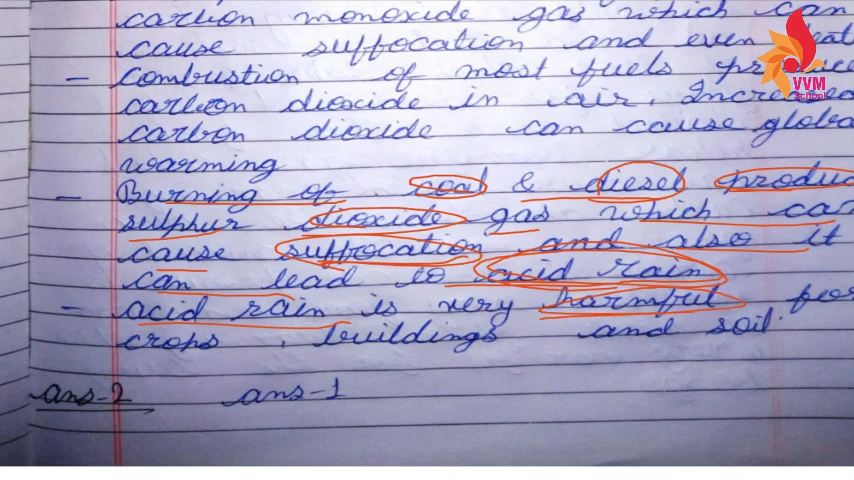 carbon monoxide gas which can
cause suffocation and even
VVM
School
- Combustion of most fuels
carbon dioxide in air. Increased
carbon dioxide can cause globa
warming
- Burning of coal & diesel produc
sulphur dioxide gas which can
cause suffocation and also it
can lead to acid rain
- acid rain is very harmful for
crops, buildings and soil.
ans-2 ans-1